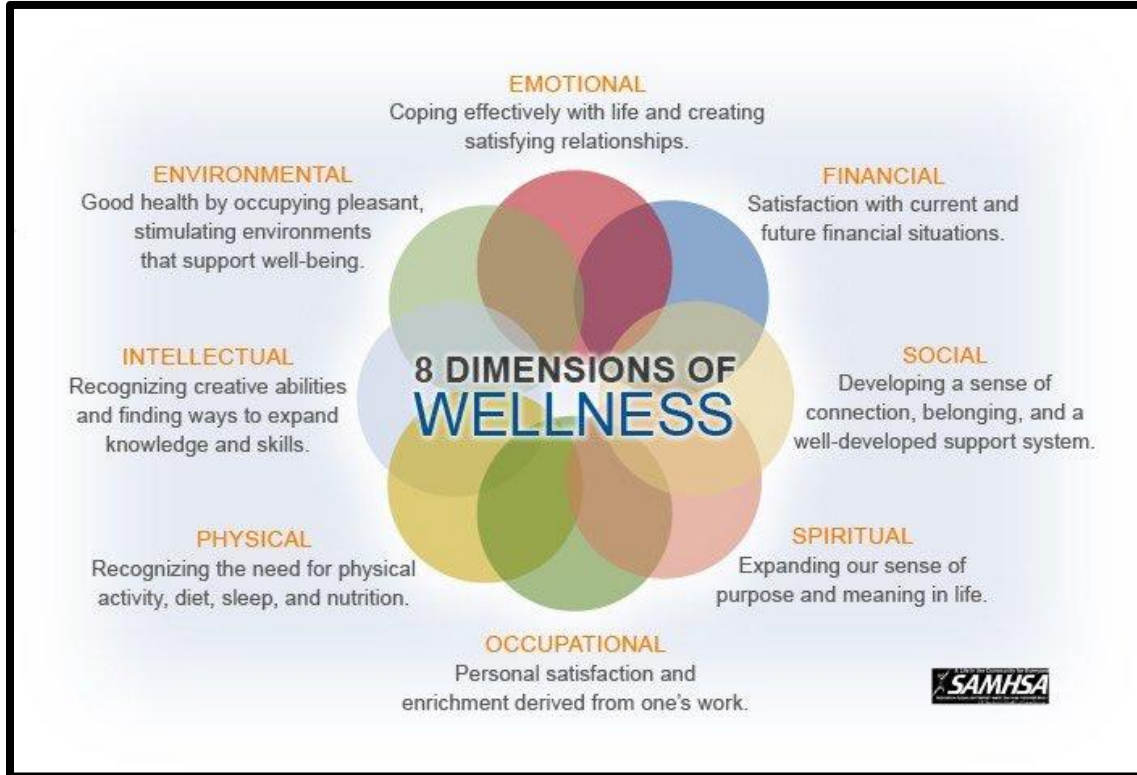 EMOTIONAL
Coping effectively with life and creating
satisfying relationships.
ENVIRONMENTAL
Good health by occupying pleasant,
stimulating environments
that support well-being.
FINANCIAL
Satisfaction with current and
future financial situations.
INTELLECTUAL
Recognizing creative abilities
and finding ways to expand
knowledge and skills.
8 DIMENSIONS OF
WELLNESS
SOCIAL
Developing a sense of
connection, belonging, and a
well-developed support system.
PHYSICAL
Recognizing the need for physical
activity, diet, sleep, and nutrition.
SPIRITUAL
Expanding our sense of
purpose and meaning in life.
OCCUPATIONAL
Personal satisfaction and
enrichment derived from one’s work.
SAMHSA